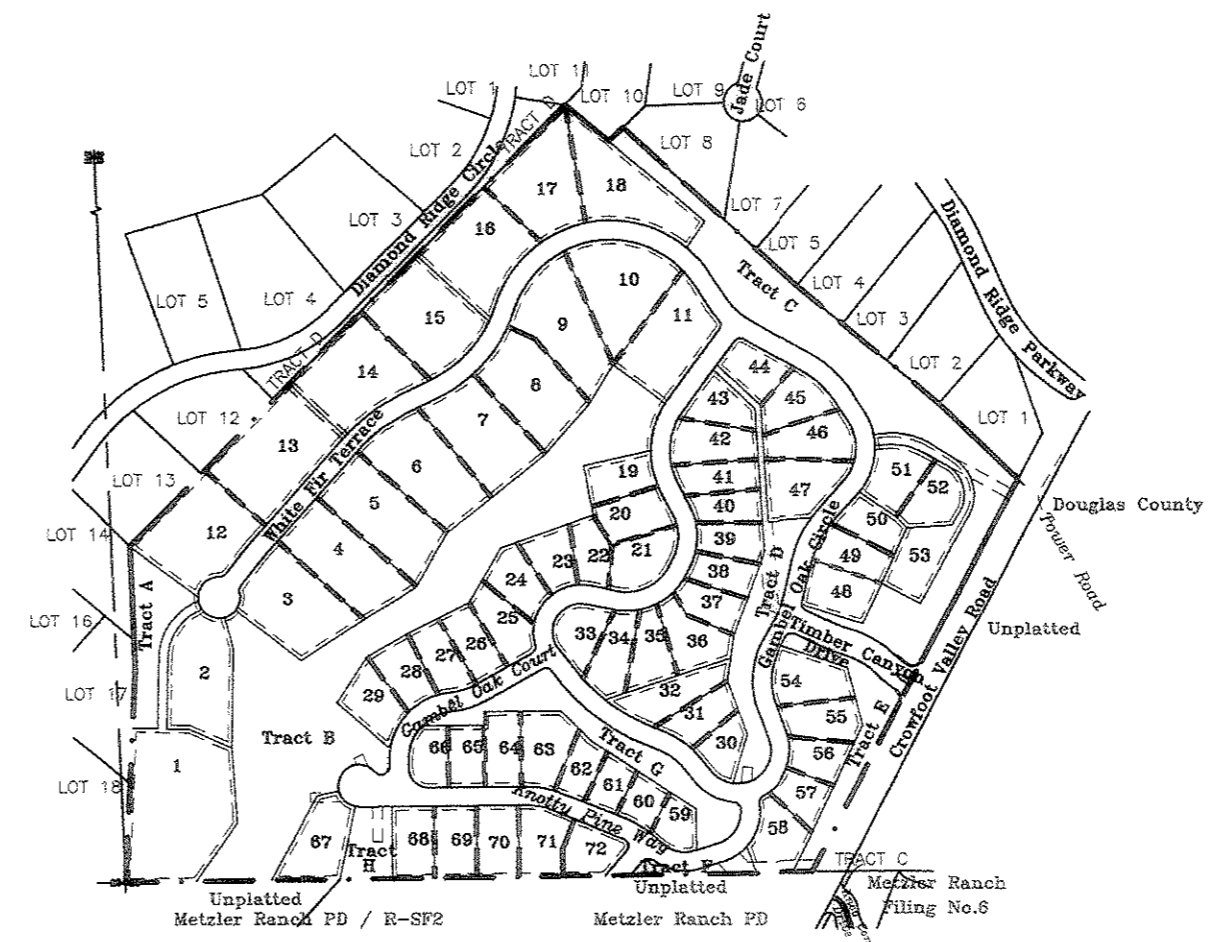 Jade Court
LOT 11
LOT 1
LOT 10
LOT 9
LOT 6
TRACT D
LOT 2
LOT 8
Diamond Ridge Circle
17
18
LOT 7
LOT 3
16
LOT 5
Diamond Ridge Parkway
LOT 5
LOT 4
10
Tract C
LOT 4
15
9
11
LOT 3
TRACT D
14
8
44
LOT 2
43
45
LOT 12
7
LOT 1
13
White Fir Terrace
42
46
6
19
51
LOT 13
41
47
52
5
20
40
50
Douglas County
LOT 14
12
4
21
39
49
53
Power Road
22
23
24
38
Tract D
Gambel Oak Circle
3
37
48
Tract A
25
LOT 16
33
34
35
36
Timber Canyon
Drive
Unplatted
26
27
28
29
Gambel Oak Court
2
32
54
LOT 17
31
55
Tract E
Crowfoot Valley Road
Tract B
66
65
64
63
Tract G
30
56
1
62
61
60
59
57
LOT 18
Knotty Pine Way
67
Tract
H
68
69
70
71
72
58
Tract F
TRACT C
Unplatted
Metzler Ranch PD / R-SF2
Unplatted
Metzler Ranch PD
Metzler Ranch
Filing No.6
Drive